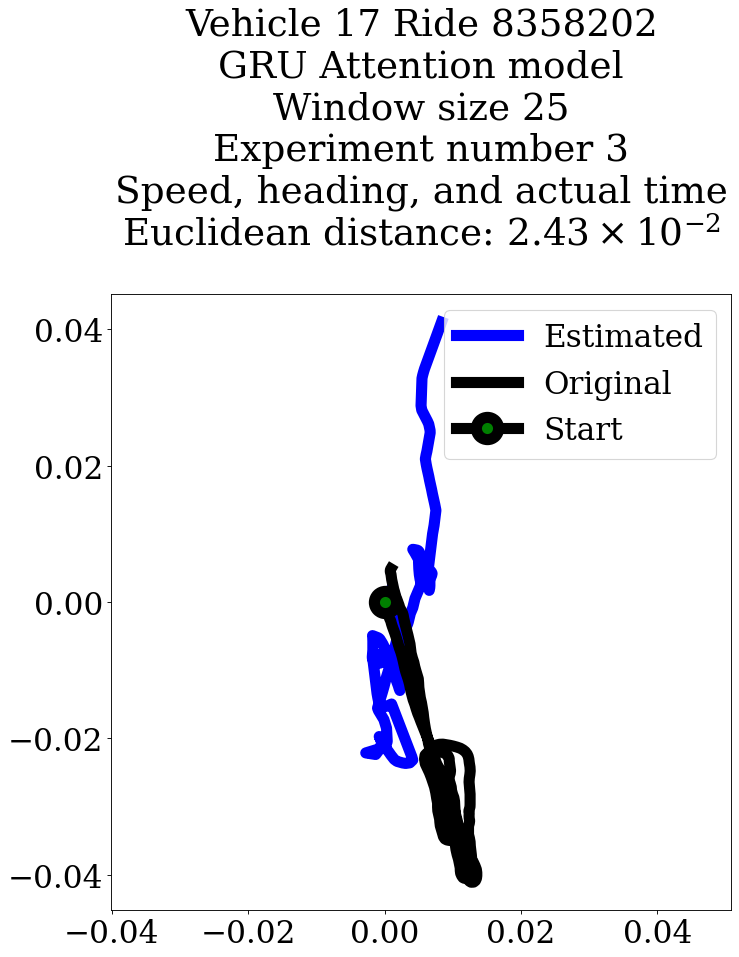 Vehicle 17 Ride 8358202
GRU Attention model
Window size 25
Experiment number 3
Speed, heading, and actual time
Euclidean distance: 2.43 × 10⁻²
Estimated
Original
Start
0.04
0.02
0.00
−0.02
−0.04
−0.04
−0.02
0.00
0.02
0.04